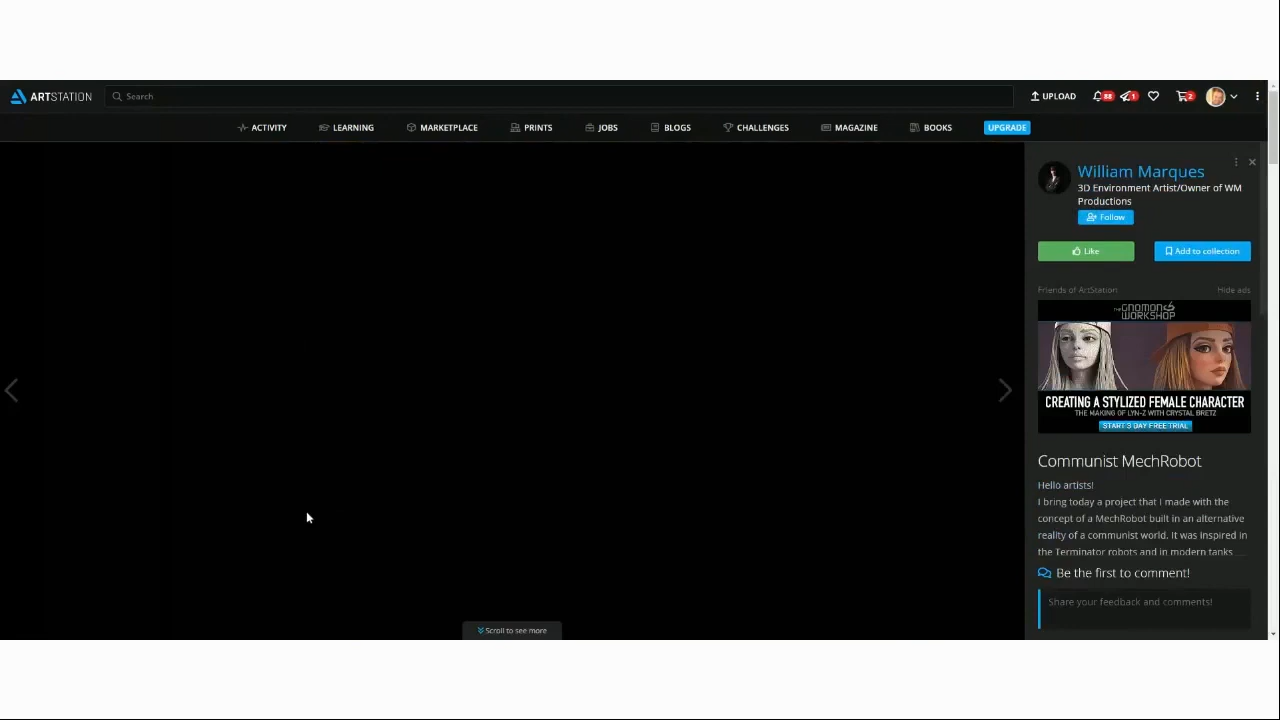 ARTSTATION
Search
UPLOAD
88
1
2
ACTIVITY
LEARNING
MARKETPLACE
PRINTS
JOBS
BLOGS
CHALLENGES
MAGAZINE
BOOKS
UPGRADE
William Marques
3D Environment Artist/Owner of WM
Productions
Follow
Like
Add to collection
Friends of ArtStation
Hide ads
THE GNOMON
WORKSHOP
CREATING A STYLIZED FEMALE CHARACTER
THE MAKING OF LYN-Z WITH CRYSTAL BRETZ
START 3 DAY FREE TRIAL
Communist MechRobot
Hello artists!
I bring today a project that I made with the
concept of a MechRobot built in an alternative
reality of a communist world. It was inspired in
the Terminator robots and in modern tanks
Be the first to comment!
Share your feedback and comments!
Scroll to see more